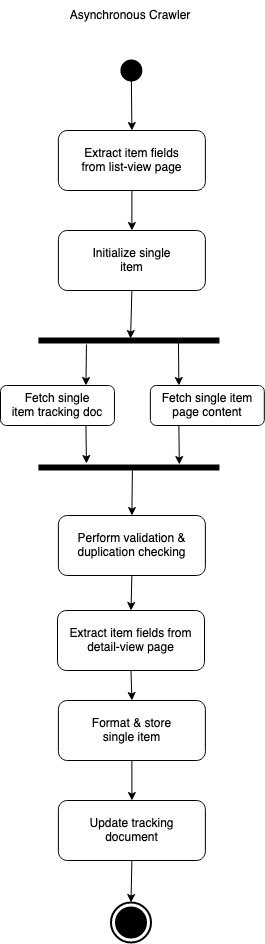 Asynchronous Crawler
Extract item fields
from list-view page
Initialize single
item
Fetch single
item tracking doc
Fetch single item
page content
Perform validation &
duplication checking
Extract item fields from
detail-view page
Format & store
single item
Update tracking
document